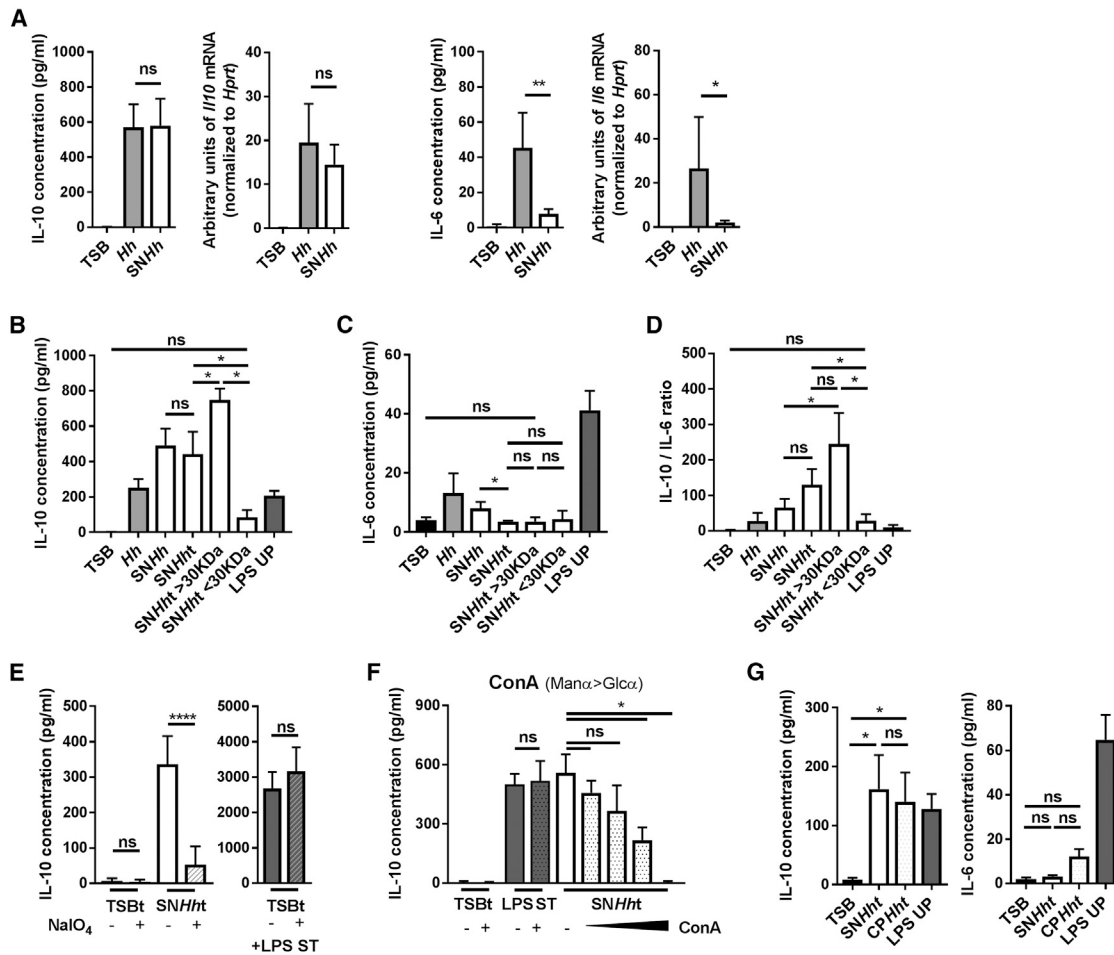 A
IL-10 concentration (pg/ml)
1000
800
600
400
200
0
ns
TSB
Hh
SNHh
Arbitrary units of Il10 mRNA
(normalized to Hprt)
40
30
20
10
0
ns
TSB
Hh
SNHh
IL-6 concentration (pg/ml)
100
80
60
40
20
0
**
TSB
Hh
SNHh
Arbitrary units of Il6 mRNA
(normalized to Hprt)
80
60
40
20
0
*
TSB
Hh
SNHh
B
IL-10 concentration (pg/ml)
1000
800
600
400
200
0
ns
*
* *
ns
TSB
Hh
SNHh
SNHht
SNHht >30KDa
SNHht <30KDa
LPS UP
C
IL-6 concentration (pg/ml)
60
40
20
0
ns
ns
ns ns
*
TSB
Hh
SNHh
SNHht
SNHht >30KDa
SNHht <30KDa
LPS UP
D
IL-10 / IL-6 ratio
500
400
300
200
100
0
ns
*
ns *
*
ns
TSB
Hh
SNHh
SNHht
SNHht >30KDa
SNHht <30KDa
LPS UP
E
IL-10 concentration (pg/ml)
500
400
300
200
100
0
ns
****
TSBt SNHht
NaIO4 - + - +
5000
4000
3000
2000
1000
0
ns
TSBt
- +
+LPS ST
F
ConA (Manα>Glcα)
IL-10 concentration (pg/ml)
900
600
300
0
*
ns ns
TSBt LPS ST SNHht
- + - + - ConA
G
IL-10 concentration (pg/ml)
300
200
100
0
*
* ns
TSB
SNHht
CPHht
LPS UP
IL-6 concentration (pg/ml)
80
60
40
20
0
ns
ns ns
TSB
SNHht
CPHht
LPS UP